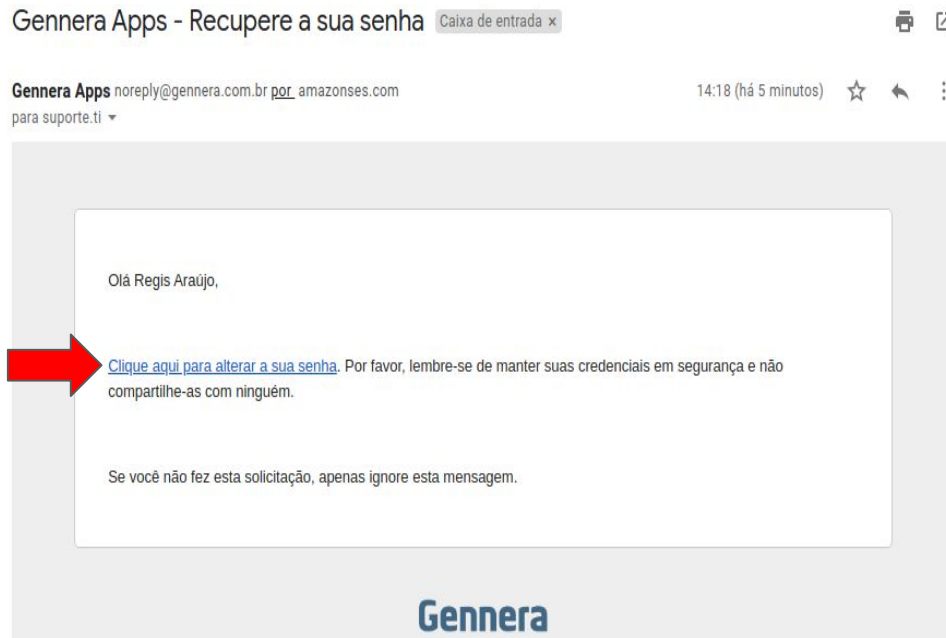 Gennera Apps - Recupere a sua senha Caixa de entrada ×
Gennera Apps noreply@gennera.com.br por amazonses.com 14:18 (há 5 minutos)
para suporte.ti
Olá Regis Araújo,
Clique aqui para alterar a sua senha. Por favor, lembre-se de manter suas credenciais em segurança e não
compartilhe-as com ninguém.
Se você não fez esta solicitação, apenas ignore esta mensagem.
Gennera